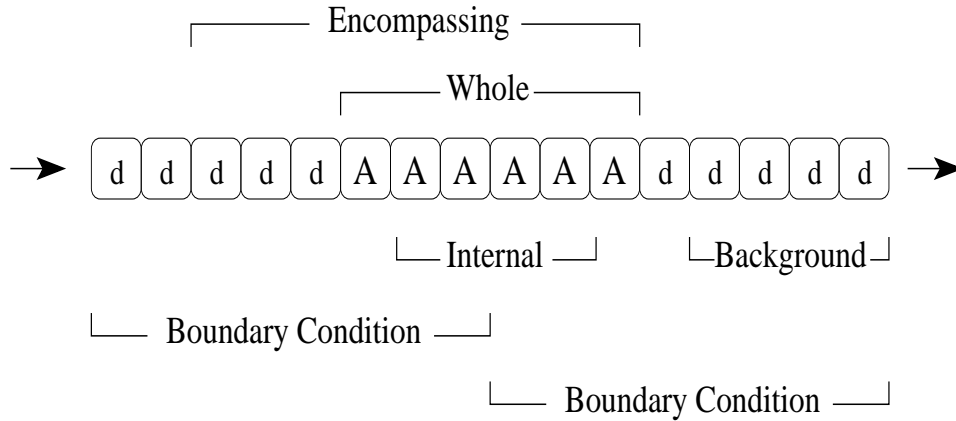 Encompassing
Whole
d d d d d A A A A A A d d d d d
Internal Background
Boundary Condition
Boundary Condition